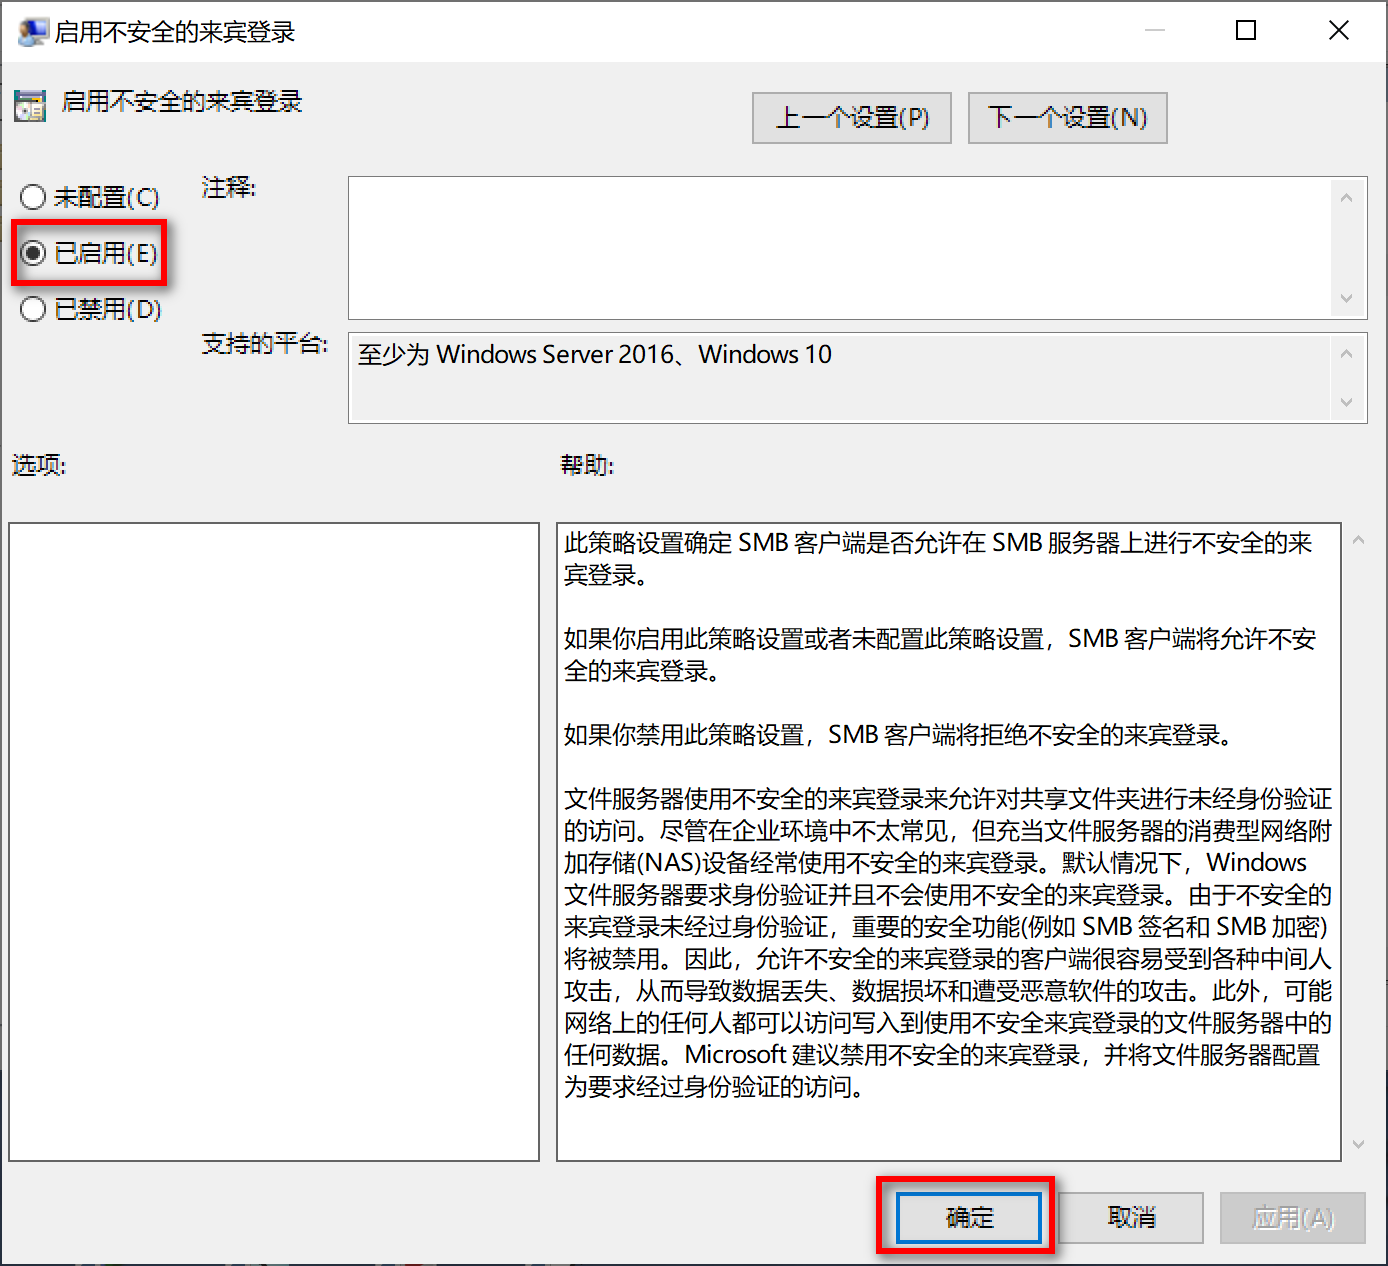 启用不安全的来宾登录
启用不安全的来宾登录
上一个设置(P)
下一个设置(N)
未配置(C)
注释:
已启用(E)
已禁用(D)
支持的平台:
至少为 Windows Server 2016、Windows 10
选项:
帮助:
此策略设置确定 SMB 客户端是否允许在 SMB 服务器上进行不安全的来
宾登录。
如果你启用此策略设置或者未配置此策略设置，SMB 客户端将允许不安
全的来宾登录。
如果你禁用此策略设置，SMB 客户端将拒绝不安全的来宾登录。
文件服务器使用不安全的来宾登录来允许对共享文件夹进行未经身份验证
的访问。尽管在企业环境中不太常见，但充当文件服务器的消费型网络附
加存储(NAS)设备经常使用不安全的来宾登录。默认情况下，Windows
文件服务器要求身份验证并且不会使用不安全的来宾登录。由于不安全的
来宾登录未经过身份验证，重要的安全功能(例如 SMB 签名和 SMB 加密)
将被禁用。因此，允许不安全的来宾登录的客户端很容易受到各种中间人
攻击，从而导致数据丢失、数据损坏和遭受恶意软件的攻击。此外，可能
网络上的任何人都可以访问写入到使用不安全来宾登录的文件服务器中的
任何数据。Microsoft 建议禁用不安全的来宾登录，并将文件服务器配置
为要求经过身份验证的访问。
确定
取消
应用(A)